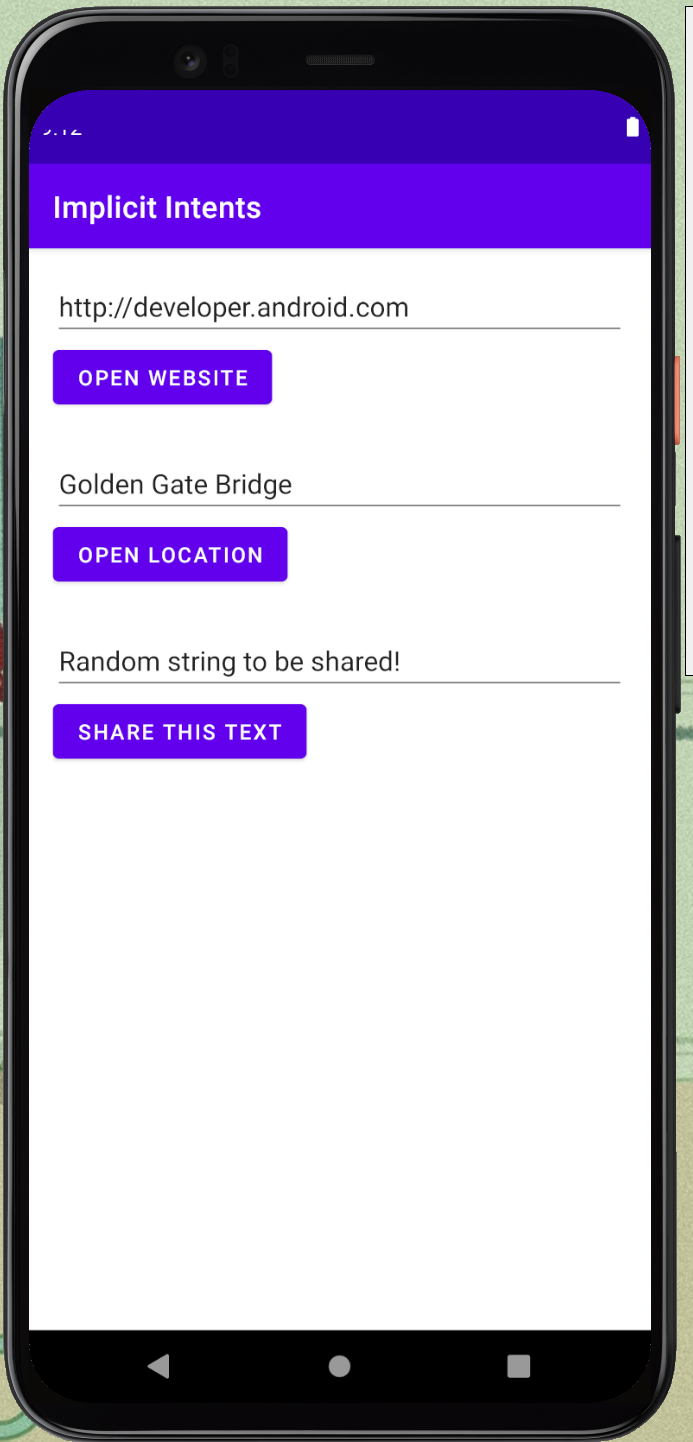 Implicit Intents
http://developer.android.com
OPEN WEBSITE
Golden Gate Bridge
OPEN LOCATION
Random string to be shared!
SHARE THIS TEXT